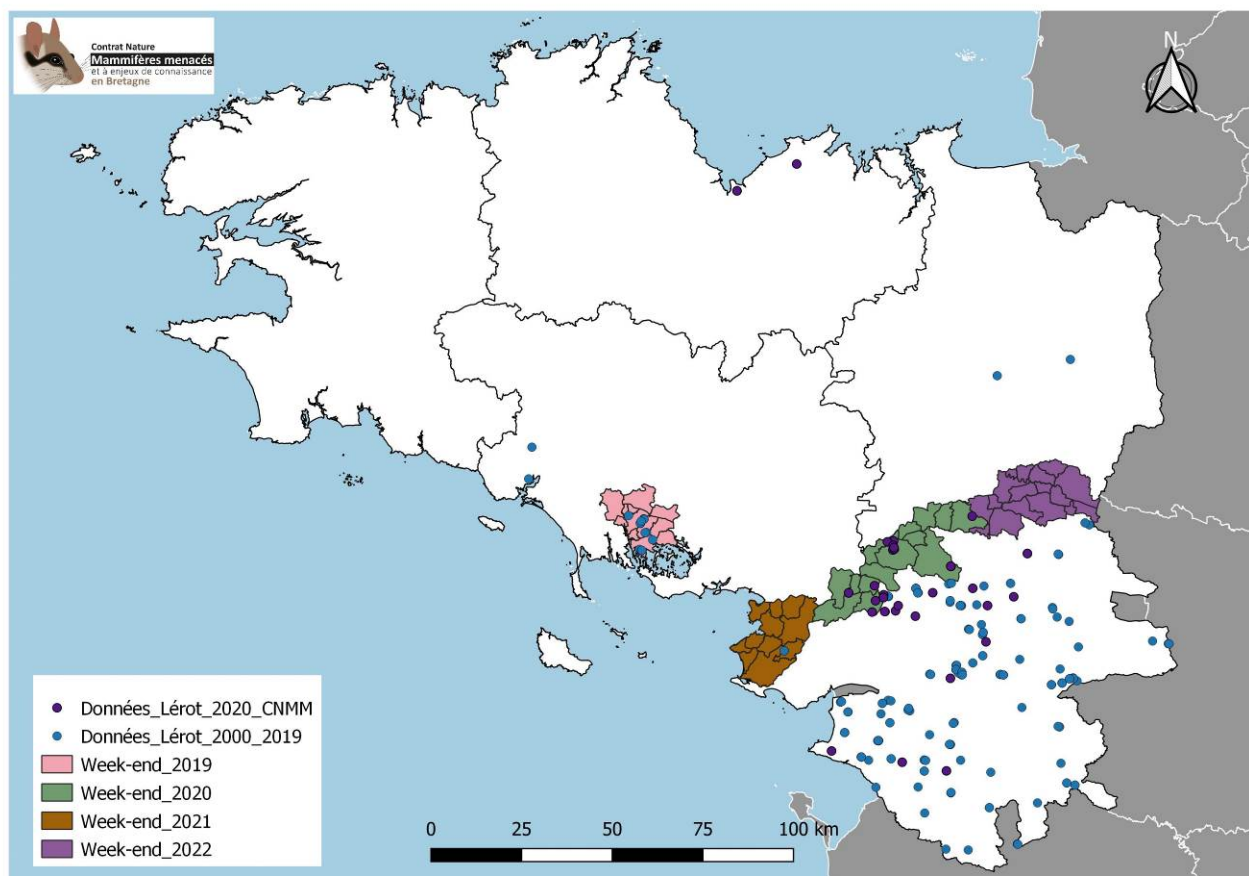 Contrat Nature
Mammifères menacés
et à enjeux de connaissance
en Bretagne
N
Données_Lérot_2020_CNMM
Données_Lérot_2000_2019
Week-end_2019
Week-end_2020
Week-end_2021
Week-end_2022
0 25 50 75 100 km